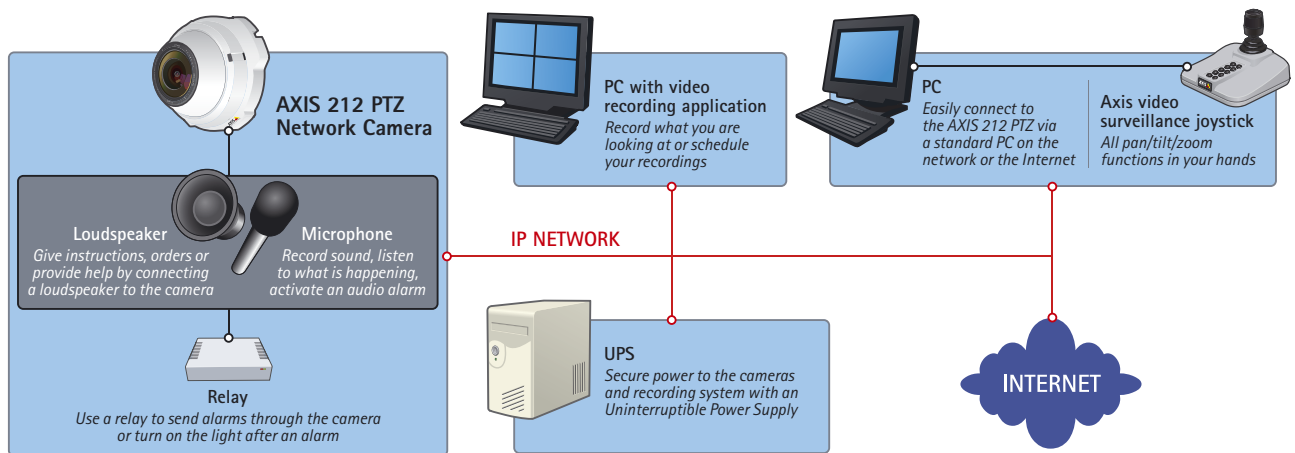 AXIS 212 PTZ
Network Camera
Loudspeaker
Give instructions, orders or
provide help by connecting
a loudspeaker to the camera
Microphone
Record sound, listen
to what is happening,
activate an audio alarm
Relay
Use a relay to send alarms through the camera
or turn on the light after an alarm
PC with video
recording application
Record what you are
looking at or schedule
your recordings
PC
Easily connect to
the AXIS 212 PTZ via
a standard PC on the
network or the Internet
Axis video
surveillance joystick
All pan/tilt/zoom
functions in your hands
IP NETWORK
UPS
Secure power to the cameras
and recording system with an
Uninterruptible Power Supply
INTERNET